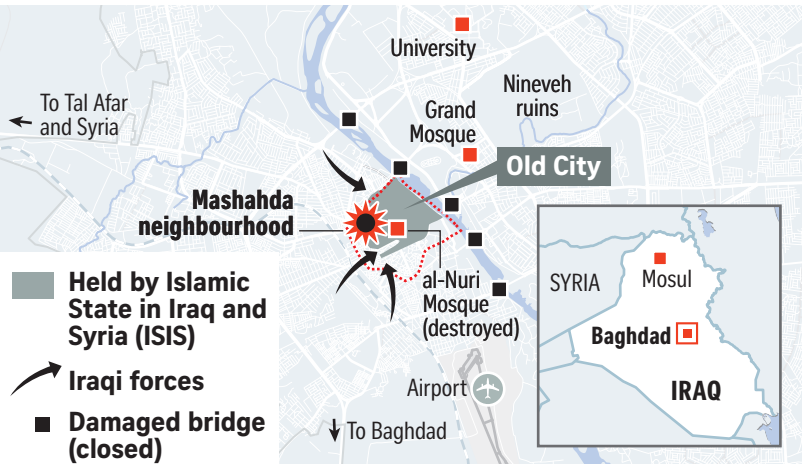 University
Nineveh
ruins
To Tal Afar
and Syria
Grand
Mosque
Old City
Mashahda
neighbourhood
al-Nuri
Mosque
(destroyed)
Airport
To Baghdad
Held by Islamic
State in Iraq and
Syria (ISIS)
Iraqi forces
Damaged bridge
(closed)
SYRIA
Mosul
Baghdad
IRAQ